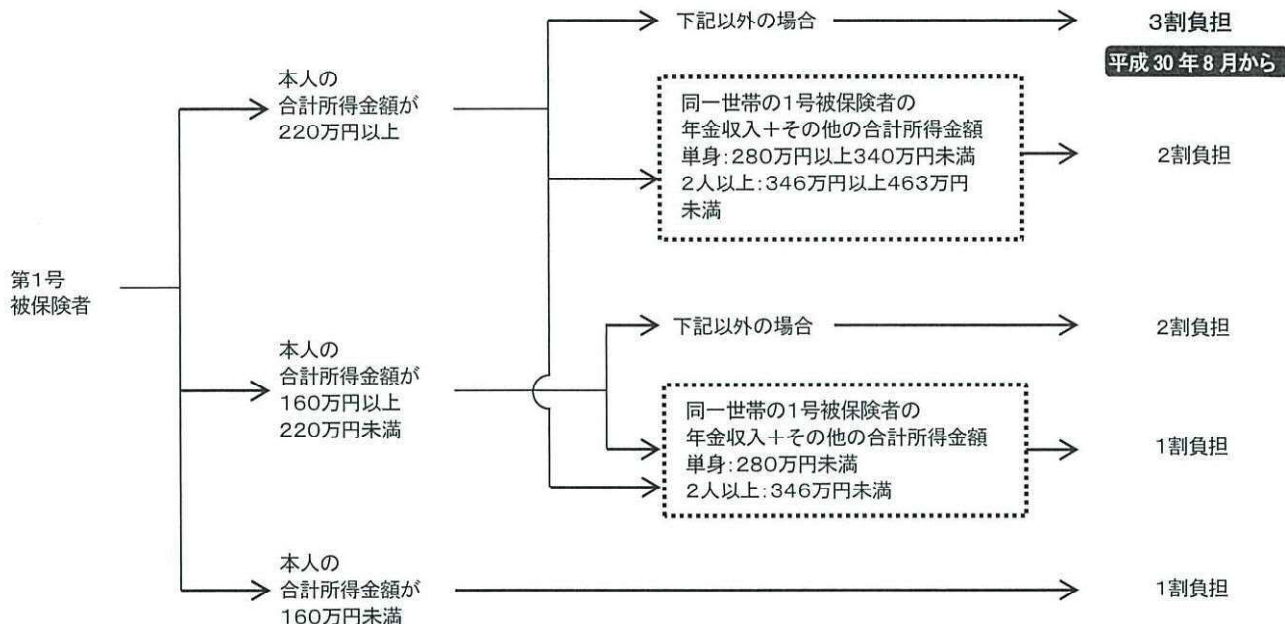 第1号
被保険者
本人の
合計所得金額が
220万円以上
下記以外の場合
3割負担
平成30年8月から
同一世帯の1号被保険者の
年金収入+その他の合計所得金額
単身:280万円以上340万円未満
2人以上:346万円以上463万円
未満
2割負担
本人の
合計所得金額が
160万円以上
220万円未満
下記以外の場合
2割負担
同一世帯の1号被保険者の
年金収入+その他の合計所得金額
単身:280万円未満
2人以上:346万円未満
1割負担
本人の
合計所得金額が
160万円未満
1割負担